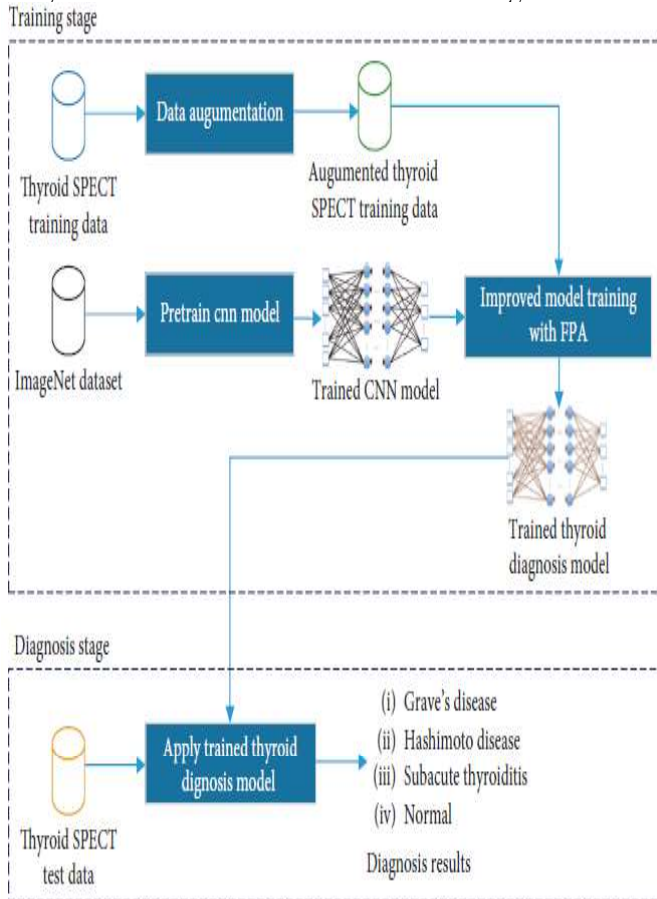 Training stage
Data augumentation
Thyroid SPECT
training data
Augumented thyroid
SPECT training data
Pretrain cnn model
Improved model training
with FPA
ImageNet dataset
Trained CNN model
Trained thyroid
diagnosis model
Diagnosis stage
Apply trained thyroid
dignosis model
(i) Grave's disease
(ii) Hashimoto disease
(iii) Subacute thyroiditis
(iv) Normal
Thyroid SPECT
test data
Diagnosis results